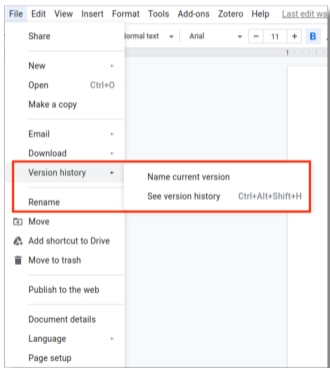 File Edit View Insert Format Tools Add-ons Zotero Help Last edit wa
Share
ormal text Arial − 11 + B
1
New
Open Ctrl+O
Make a copy
Email
Download
Version history
Name current version
See version history Ctrl+Alt+Shift+H
Rename
Move
Add shortcut to Drive
Move to trash
Publish to the web
Document details
Language
Page setup